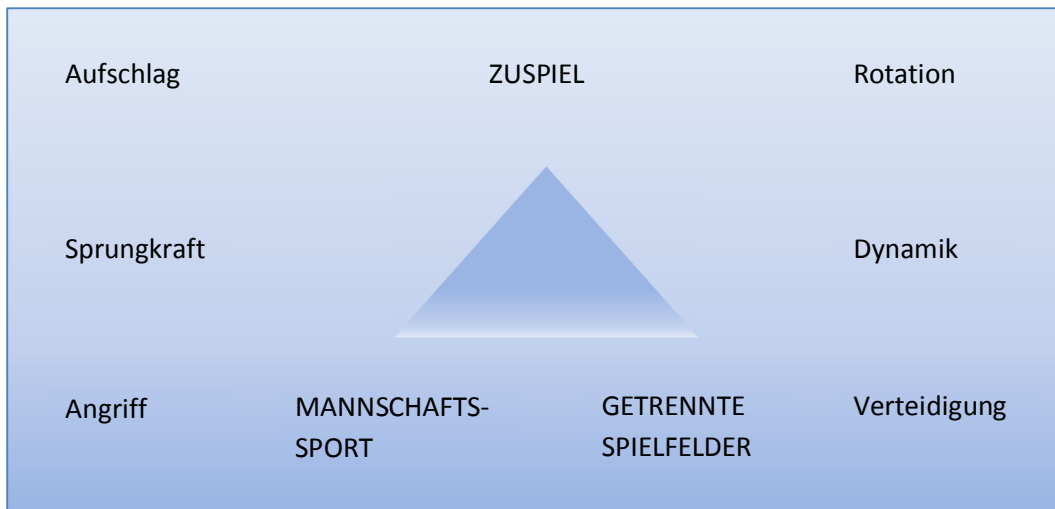 Aufschlag ZUSPIEL Rotation
Sprungkraft Dynamik
Angriff MANNSCHAFTS- GETRENNTE Verteidigung
SPORT SPIELFELDER